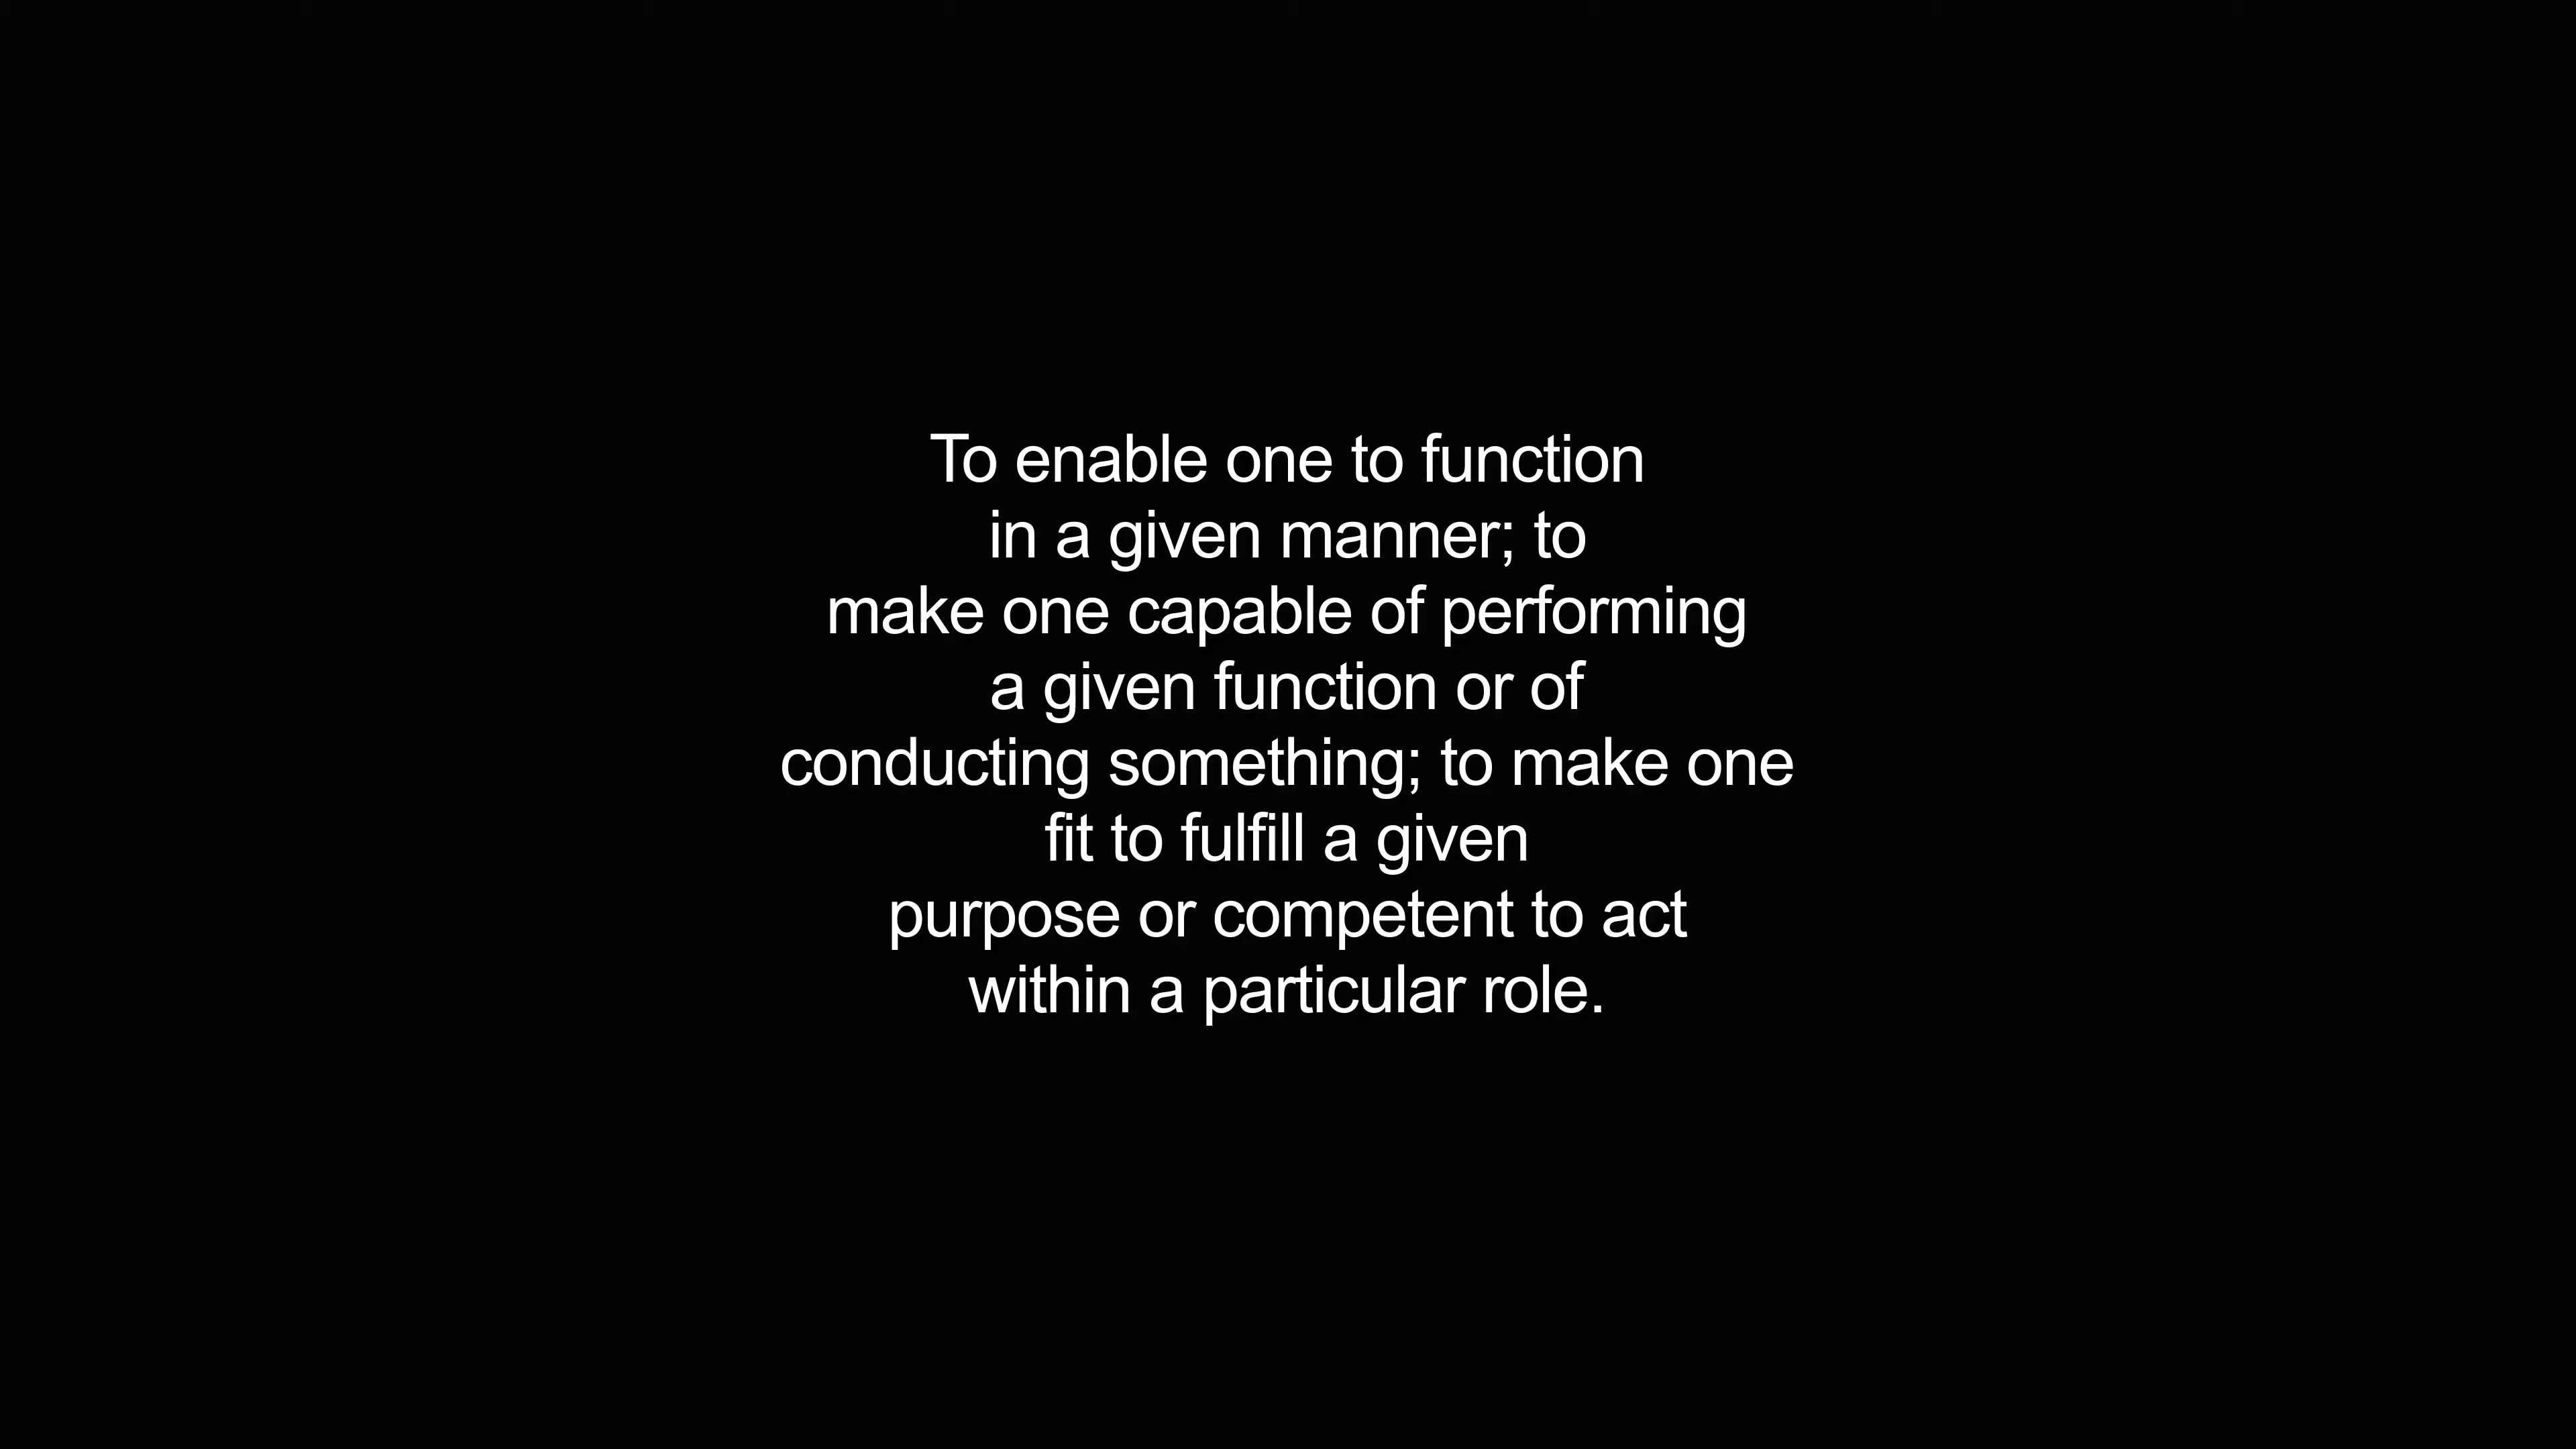 To enable one to function
in a given manner; to
make one capable of performing
a given function or of
conducting something; to make one
fit to fulfill a given
purpose or competent to act
within a particular role.